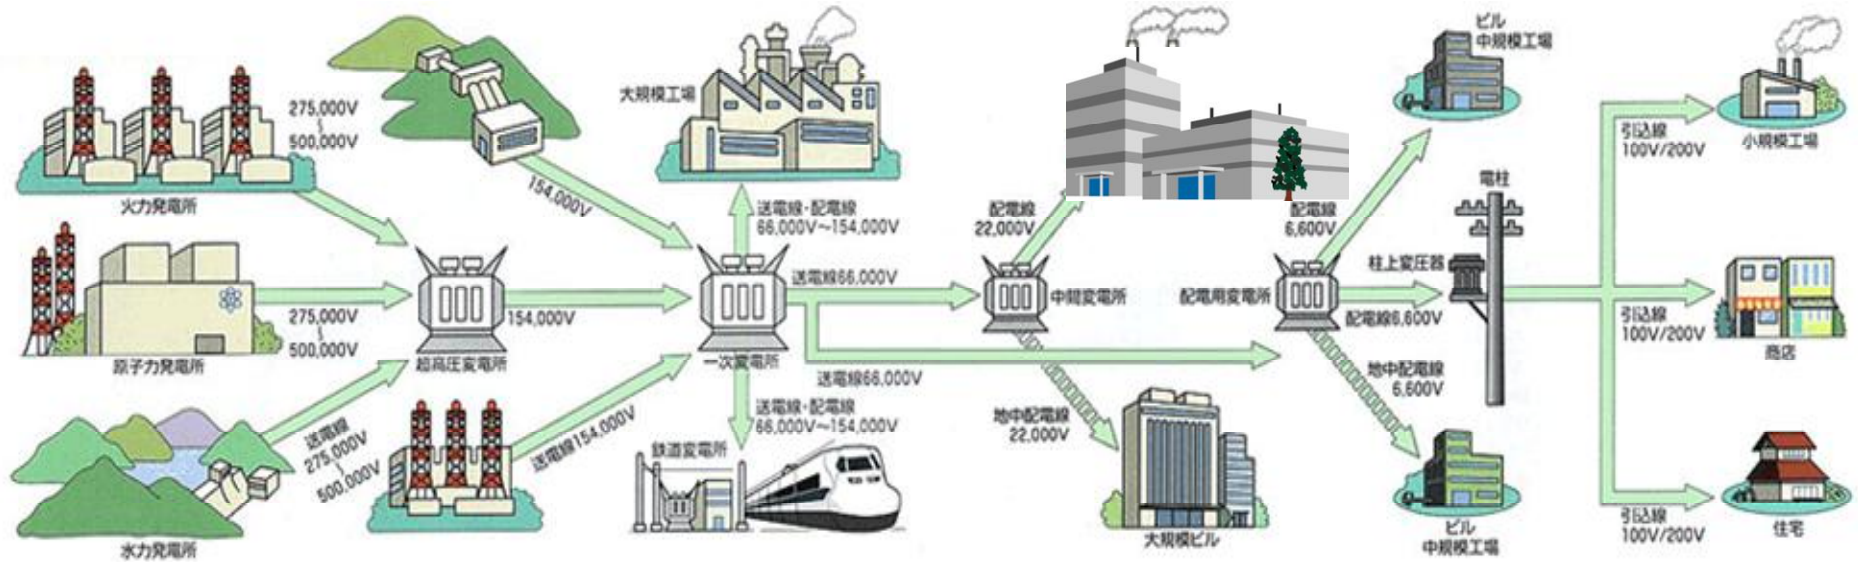 275,000V
〜
500,000V
火力発電所
154,000V
大規模工場
送電線・配電線
66,000V〜154,000V
配電線
22,000V
ビル
中規模工場
配電線
6,600V
電柱
柱上変圧器
引込線
100V/200V
小規模工場
275,000V
〜
500,000V
原子力発電所
154,000V
超高圧変電所
送電線66,000V
一次変電所
中間変電所
配電用変電所
配電線6,600V
引込線
100V/200V
商店
送電線66,000V
送電線
275,000V
〜
500,000V
水力発電所
送電線154,000V
送電線・配電線
66,000V〜154,000V
鉄道変電所
地中配電線
22,000V
大規模ビル
地中配電線
6,600V
ビル
中規模工場
引込線
100V/200V
住宅